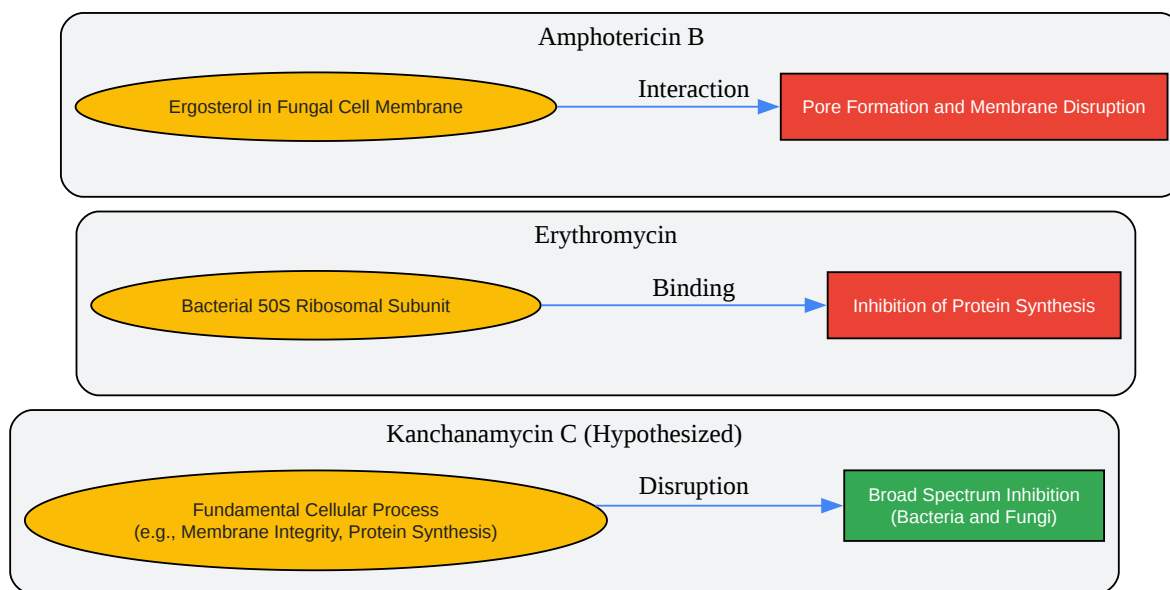 Amphotericin B
Ergosterol in Fungal Cell Membrane
Interaction
Pore Formation and Membrane Disruption
Erythromycin
Bacterial 50S Ribosomal Subunit
Binding
Inhibition of Protein Synthesis
Kanchanamycin C (Hypothesized)
Fundamental Cellular Process
(e.g., Membrane Integrity, Protein Synthesis)
Disruption
Broad Spectrum Inhibition
(Bacteria and Fungi)